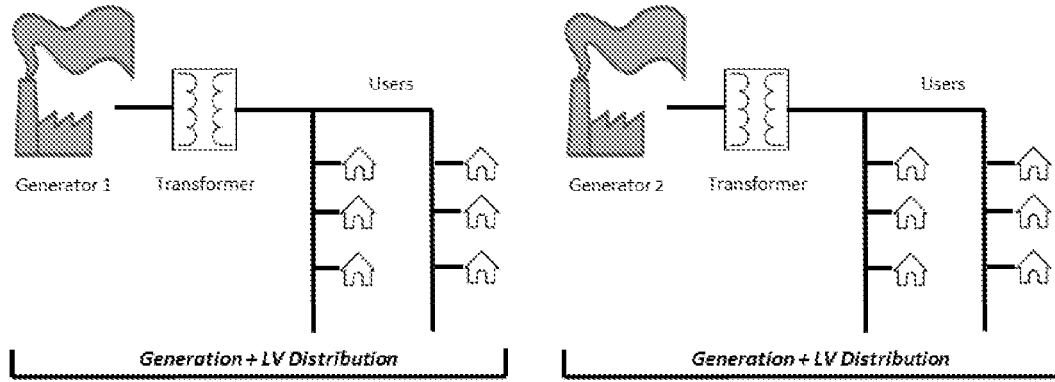 Users
Generator 1
Transformer
Generation + LV Distribution
Users
Generator 2
Transformer
Generation + LV Distribution